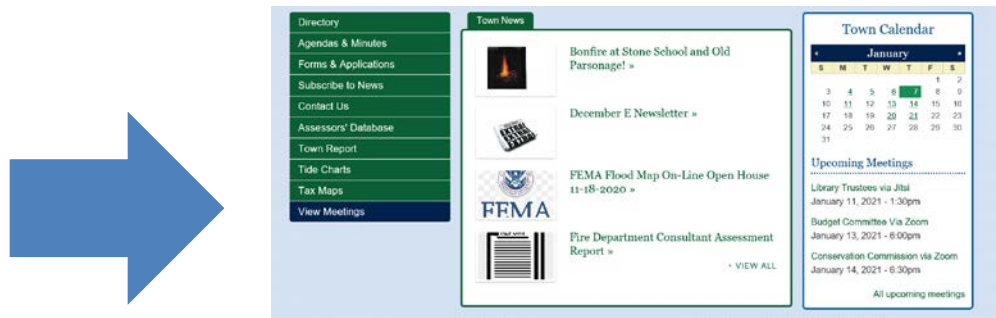 Directory
Agendas & Minutes
Forms & Applications
Subscribe to News
Contact Us
Assessors' Database
Town Report
Tide Charts
Tax Maps
View Meetings
Town News
Bonfire at Stone School and Old
Parsonage! »
December E Newsletter »
FEMA Flood Map On-Line Open House
11-18-2020 »
FEMA
Fire Department Consultant Assessment
Report »
+ VIEW ALL
Town Calendar
« January »
S M T W T F S
1 2
3 4 5 6 7 8 9
10 11 12 13 14 15 16
17 18 19 20 21 22 23
24 25 26 27 28 29 30
31
Upcoming Meetings
Library Trustees via Jitsi
January 11, 2021 - 1:30pm
Budget Committee Via Zoom
January 13, 2021 - 6:00pm
Conservation Commission via Zoom
January 14, 2021 - 6:30pm
All upcoming meetings